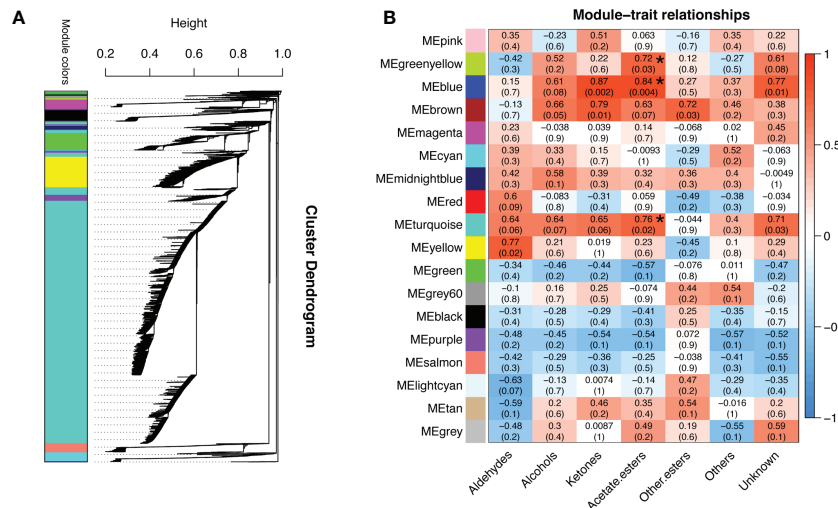 A
Height
Module colors
0.2 0.4 0.6 0.8 1.0
Cluster Dendrogram
B
Module–trait relationships
MEpink 0.35 −0.23 0.51 0.063 −0.16 0.35 0.22
(0.4) (0.6) (0.2) (0.9) (0.7) (0.4) (0.6)
MEgreenyellow −0.42 0.52 0.22 0.72 * 0.12 −0.27 0.61
(0.3) (0.2) (0.6) (0.03) (0.8) (0.5) (0.08)
MEblue 0.15 0.61 0.87 0.84 * 0.27 0.37 0.77
(0.7) (0.08) (0.002) (0.004) (0.5) (0.3) (0.01)
MEbrown −0.13 0.66 0.79 0.63 0.72 0.46 0.38
(0.7) (0.05) (0.01) (0.07) (0.03) (0.2) (0.3)
MEmagenta 0.23 −0.038 0.039 0.14 −0.068 0.02 0.45
(0.6) (0.9) (0.9) (0.7) (0.9) (1) (0.2)
MEcyan 0.39 0.33 0.15 −0.0093 −0.29 0.52 −0.063
(0.3) (0.4) (0.7) (1) (0.5) (0.2) (0.9)
MEmidnightblue 0.42 0.58 0.39 0.32 0.36 0.4 −0.0049
(0.3) (0.1) (0.3) (0.4) (0.4) (0.3) (1)
MEred 0.6 −0.083 −0.31 0.059 −0.49 −0.38 −0.034
(0.09) (0.8) (0.4) (0.9) (0.2) (0.3) (0.9)
MEturquoise 0.64 0.64 0.65 0.76 * −0.044 0.4 0.71
(0.06) (0.07) (0.06) (0.02) (0.9) (0.3) (0.03)
MEyellow 0.77 0.21 0.019 0.23 −0.45 0.1 0.29
(0.02) (0.6) (1) (0.6) (0.2) (0.8) (0.4)
MEgreen −0.34 −0.46 −0.44 −0.57 −0.076 0.011 −0.47
(0.4) (0.2) (0.2) (0.1) (0.8) (1) (0.2)
MEgrey60 −0.1 0.16 0.25 −0.074 0.44 0.54 −0.2
(0.8) (0.7) (0.5) (0.9) (0.2) (0.1) (0.6)
MEblack −0.31 −0.28 −0.29 −0.41 0.25 −0.35 −0.15
(0.4) (0.5) (0.4) (0.3) (0.5) (0.4) (0.7)
MEpurple −0.48 −0.45 −0.54 −0.54 0.072 −0.57 −0.52
(0.2) (0.2) (0.1) (0.1) (0.9) (0.1) (0.1)
MEsalmon −0.42 −0.29 −0.36 −0.25 −0.038 −0.41 −0.55
(0.3) (0.5) (0.3) (0.5) (0.9) (0.3) (0.1)
MElightcyan −0.63 −0.13 0.0074 −0.14 0.47 −0.29 −0.35
(0.07) (0.7) (1) (0.7) (0.2) (0.4) (0.4)
MEtan −0.59 0.2 0.46 0.35 0.54 −0.016 0.2
(0.1) (0.6) (0.2) (0.4) (0.1) (1) (0.6)
MEgrey −0.48 0.3 0.0087 0.49 0.19 −0.55 0.59
(0.2) (0.4) (1) (0.2) (0.6) (0.1) (0.1)
Aldehydes Alcohols Ketones Acetate.esters Other.esters Others Unknown
1
0.5
0
−0.5
−1